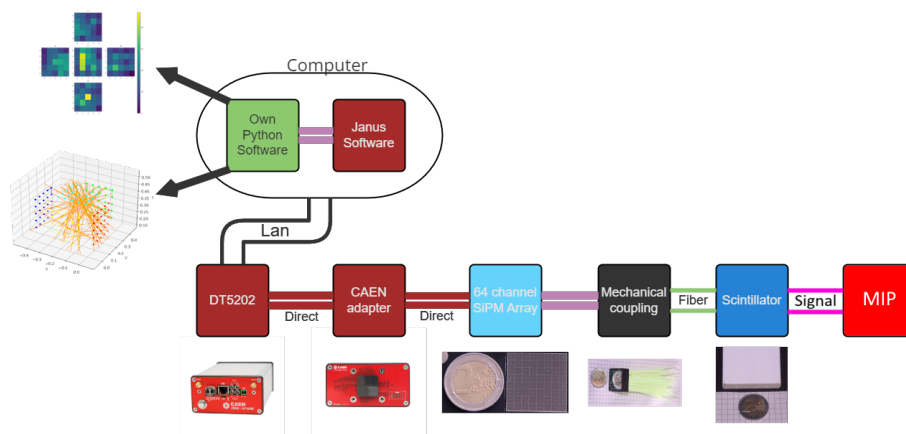 Computer
Own
Python
Software
Janus
Software
Lan
DT5202
CAEN
adapter
64 channel
SiPM Array
Mechanical
coupling
Scintillator
MIP
Direct
Direct
Fiber
Signal
CAEN